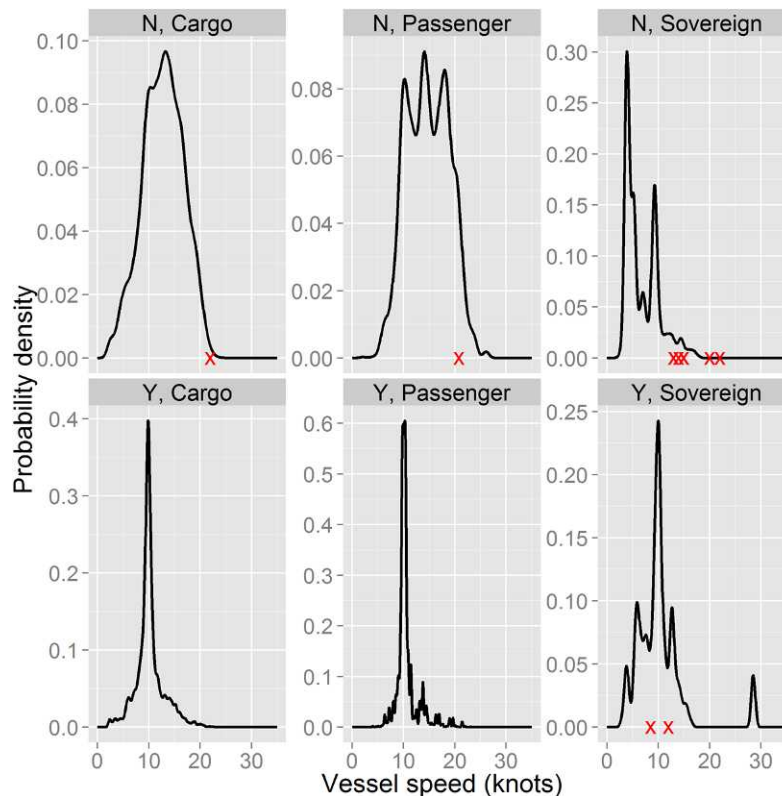 N, Cargo
N, Passenger
N, Sovereign
0.10
0.08
0.06
0.04
0.02
0.00
0.08
0.06
0.04
0.02
0.00
0.30
0.25
0.20
0.15
0.10
0.05
0.00
X
X
X X X X X
Probability density
Y, Cargo
Y, Passenger
Y, Sovereign
0.4
0.3
0.2
0.1
0.0
0.6
0.5
0.4
0.3
0.2
0.1
0.0
0.25
0.20
0.15
0.10
0.05
0.00
X X
0 10 20 30
0 10 20 30
0 10 20 30
Vessel speed (knots)